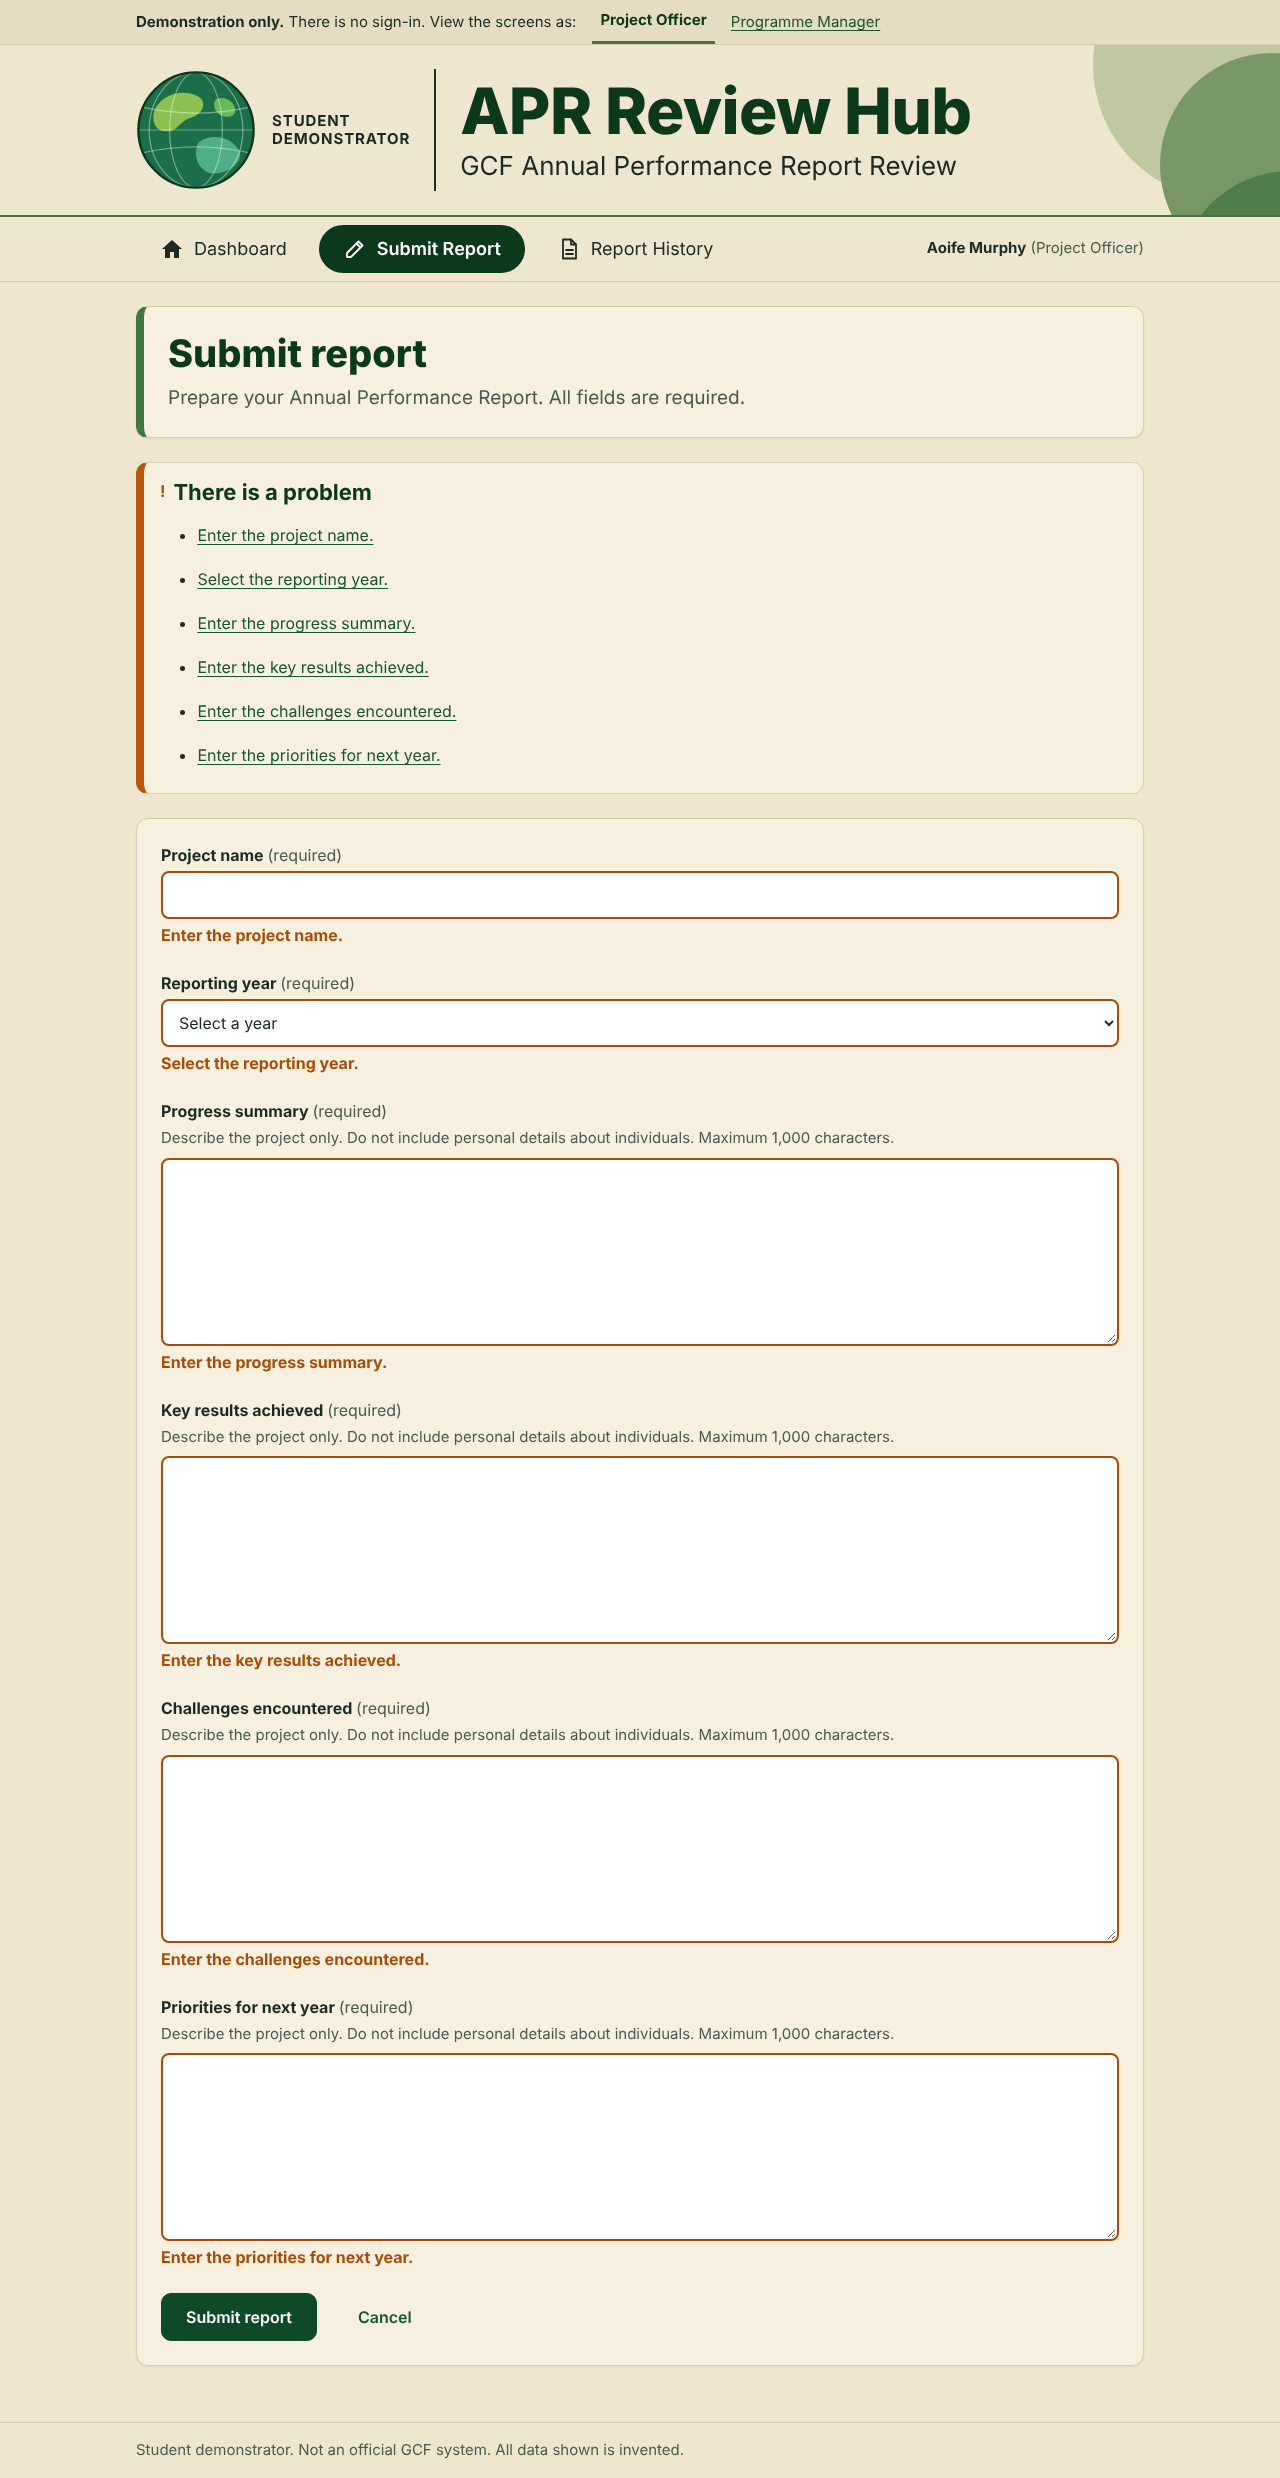 Demonstration only. There is no sign-in. View the screens as: Project Officer Programme Manager
STUDENT
DEMONSTRATOR
APR Review Hub
GCF Annual Performance Report Review
Dashboard Submit Report Report History Aoife Murphy (Project Officer)
Submit report
Prepare your Annual Performance Report. All fields are required.
! There is a problem
• Enter the project name.
• Select the reporting year.
• Enter the progress summary.
• Enter the key results achieved.
• Enter the challenges encountered.
• Enter the priorities for next year.
Project name (required)
Enter the project name.
Reporting year (required)
Select a year
Select the reporting year.
Progress summary (required)
Describe the project only. Do not include personal details about individuals. Maximum 1,000 characters.
Enter the progress summary.
Key results achieved (required)
Describe the project only. Do not include personal details about individuals. Maximum 1,000 characters.
Enter the key results achieved.
Challenges encountered (required)
Describe the project only. Do not include personal details about individuals. Maximum 1,000 characters.
Enter the challenges encountered.
Priorities for next year (required)
Describe the project only. Do not include personal details about individuals. Maximum 1,000 characters.
Enter the priorities for next year.
Submit report Cancel
Student demonstrator. Not an official GCF system. All data shown is invented.